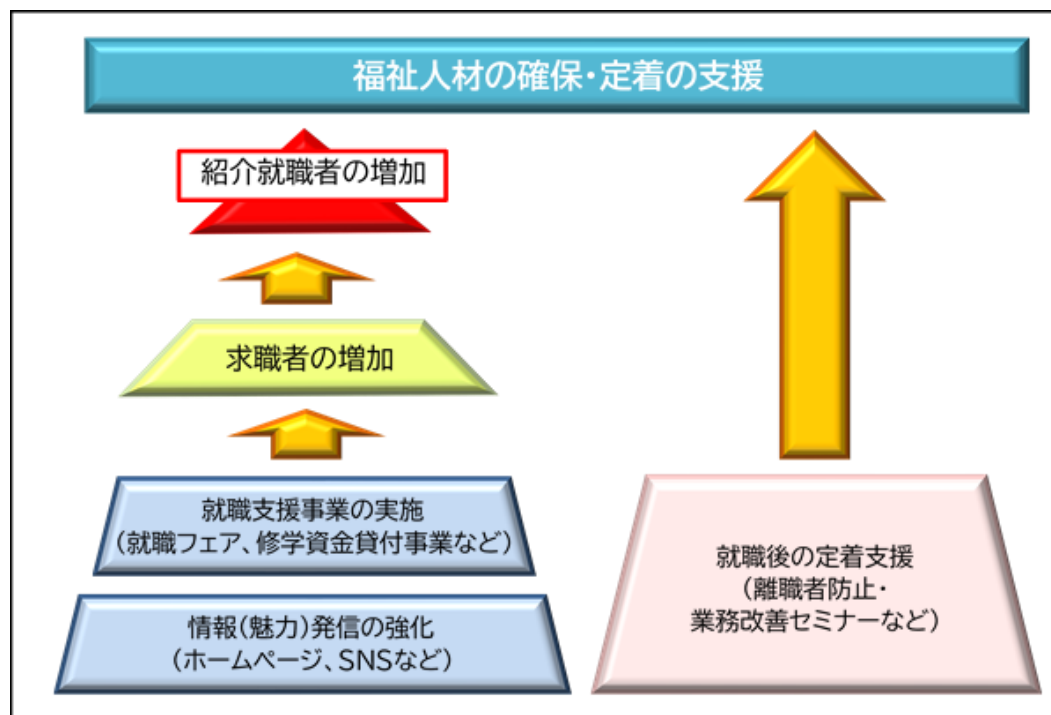 福祉人材の確保・定着の支援
紹介就職者の増加
求職者の増加
就職支援事業の実施
(就職フェア、修学資金貸付事業など)
情報(魅力)発信の強化
(ホームページ、SNSなど)
就職後の定着支援
(離職者防止・
業務改善セミナーなど)